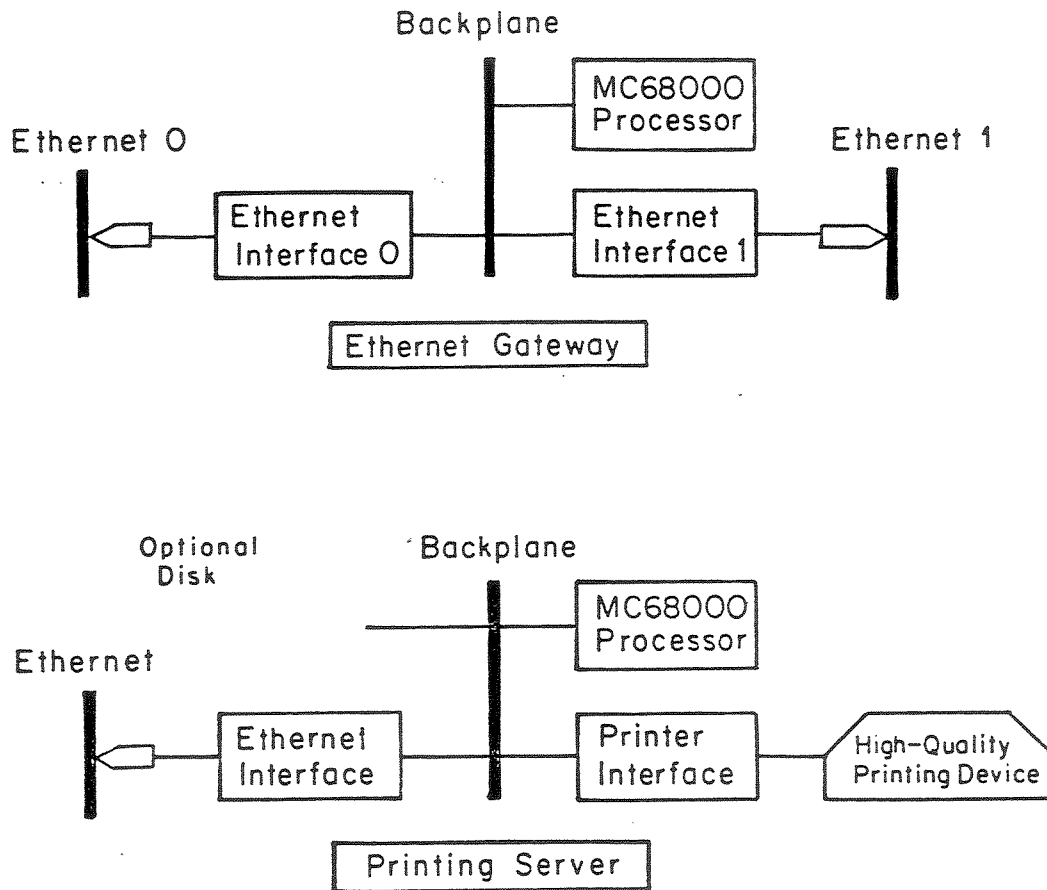 Backplane
MC68000
Processor
Ethernet 0
Ethernet 1
Ethernet
Interface 0
Ethernet
Interface 1
Ethernet Gateway
Optional
Disk
Backplane
MC68000
Processor
Ethernet
Ethernet
Interface
Printer
Interface
High-Quality
Printing Device
Printing Server